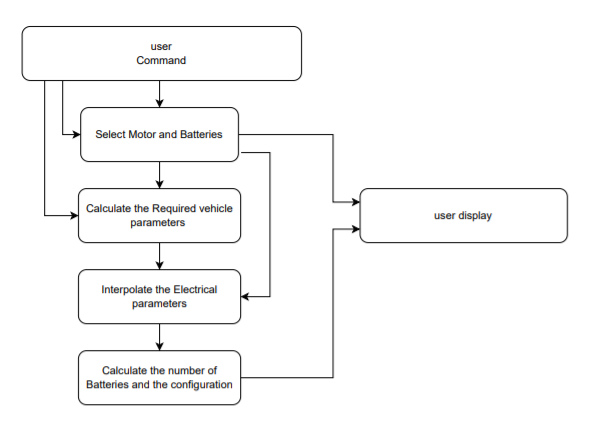 user
Command
Select Motor and Batteries
Calculate the Required vehicle
parameters
user display
Interpolate the Electrical
parameters
Calculate the number of
Batteries and the configuration